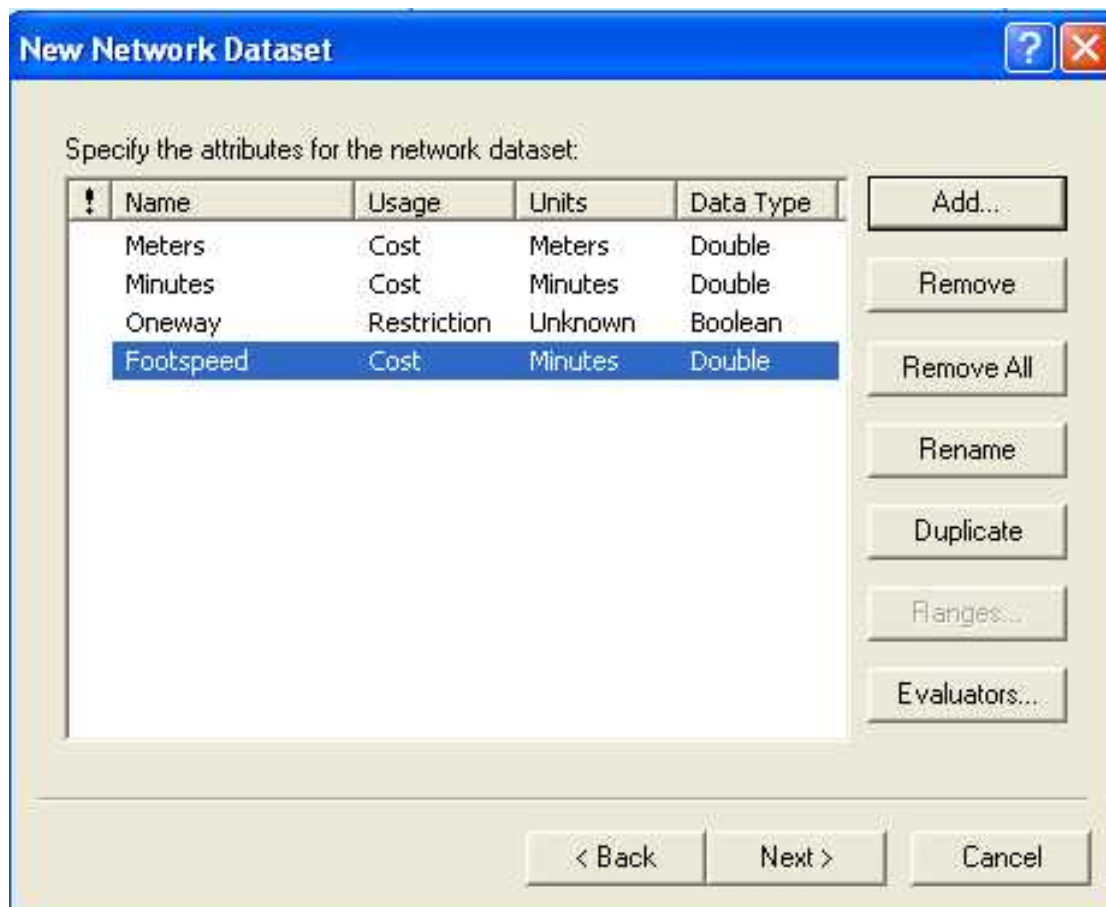 New Network Dataset
Specify the attributes for the network dataset:
! Name Usage Units Data Type
Meters Cost Meters Double
Minutes Cost Minutes Double
Oneway Restriction Unknown Boolean
Footspeed Cost Minutes Double
Add...
Remove
Remove All
Rename
Duplicate
Ranges...
Evaluators...
< Back Next > Cancel